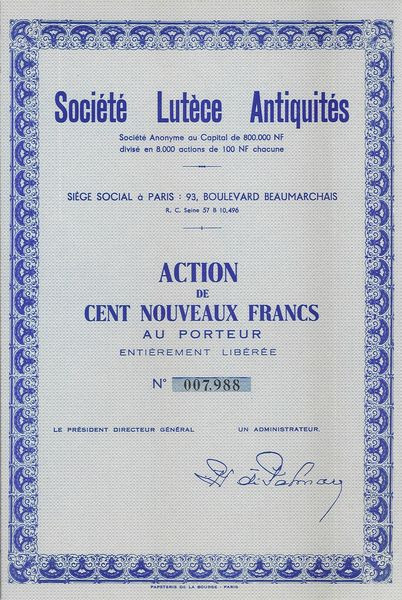 Société Lutèce Antiquités
Société Anonyme au Capital de 800.000 NF
divisé en 8.000 actions de 100 NF chacune
SIÈGE SOCIAL à PARIS : 93, BOULEVARD BEAUMARCHAIS
R. C. Seine 57 B 10,496
ACTION
DE
CENT NOUVEAUX FRANCS
AU PORTEUR
ENTIÈREMENT LIBÉRÉE
N° 007,988
LE PRÉSIDENT DIRECTEUR GÉNÉRAL UN ADMINISTRATEUR.
PAPETERIE DE LA BOURSE - PARIS